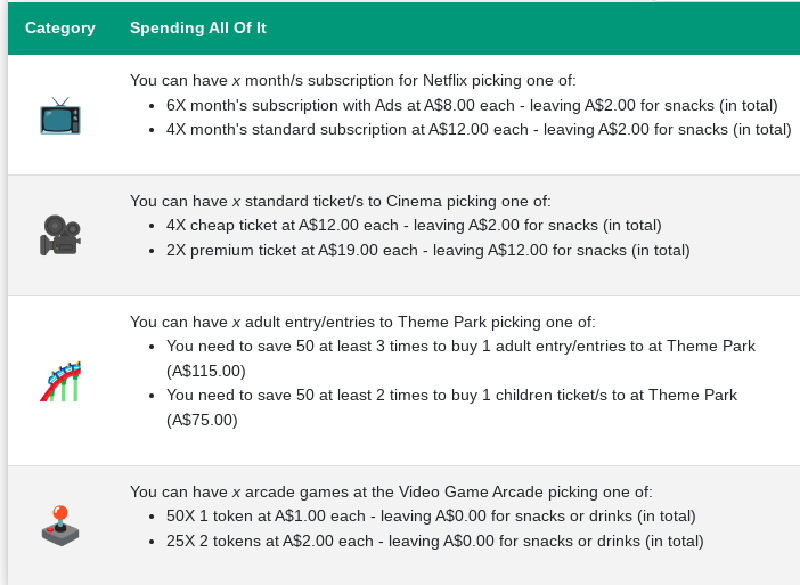 Category Spending All Of It
You can have x month/s subscription for Netflix picking one of:
• 6X month's subscription with Ads at A$8.00 each - leaving A$2.00 for snacks (in total)
• 4X month's standard subscription at A$12.00 each - leaving A$2.00 for snacks (in total)
You can have x standard ticket/s to Cinema picking one of:
• 4X cheap ticket at A$12.00 each - leaving A$2.00 for snacks (in total)
• 2X premium ticket at A$19.00 each - leaving A$12.00 for snacks (in total)
You can have x adult entry/entries to Theme Park picking one of:
• You need to save 50 at least 3 times to buy 1 adult entry/entries to at Theme Park
(A$115.00)
• You need to save 50 at least 2 times to buy 1 children ticket/s to at Theme Park
(A$75.00)
You can have x arcade games at the Video Game Arcade picking one of:
• 50X 1 token at A$1.00 each - leaving A$0.00 for snacks or drinks (in total)
• 25X 2 tokens at A$2.00 each - leaving A$0.00 for snacks or drinks (in total)